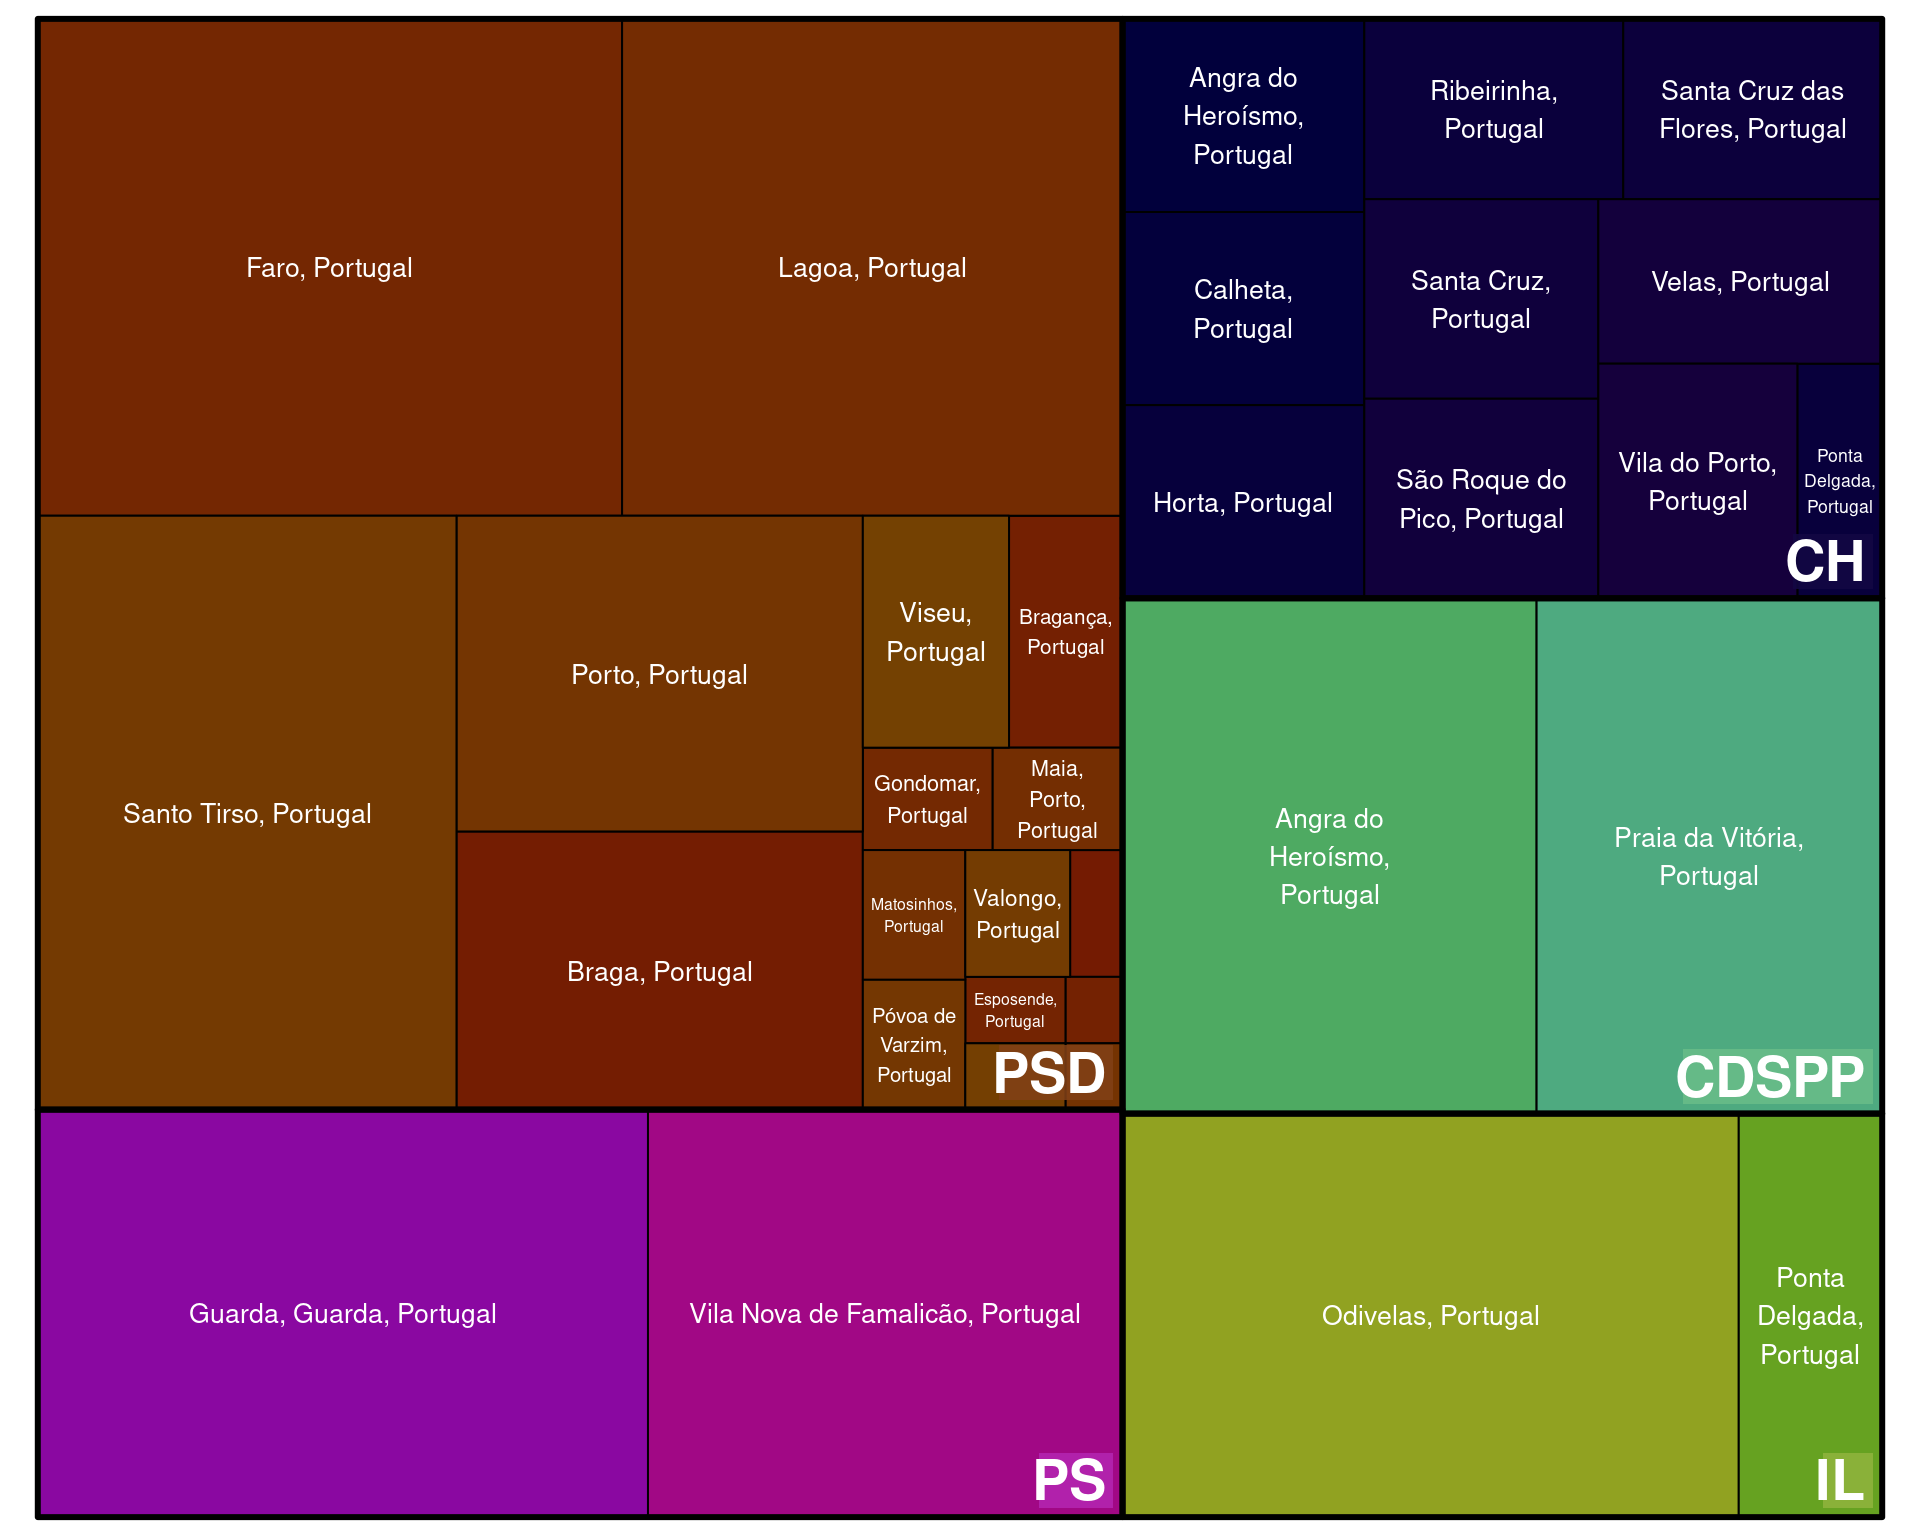 Faro, Portugal
Lagoa, Portugal
Santo Tirso, Portugal
Porto, Portugal
Braga, Portugal
Viseu,
Portugal
Bragança,
Portugal
Gondomar,
Portugal
Maia,
Porto,
Portugal
Matosinhos,
Portugal
Valongo,
Portugal
Póvoa de
Varzim,
Portugal
Esposende,
Portugal
PSD
Guarda, Guarda, Portugal
Vila Nova de Famalicão, Portugal
PS
Angra do
Heroísmo,
Portugal
Ribeirinha,
Portugal
Santa Cruz das
Flores, Portugal
Calheta,
Portugal
Santa Cruz,
Portugal
Velas, Portugal
Horta, Portugal
São Roque do
Pico, Portugal
Vila do Porto,
Portugal
Ponta
Delgada,
Portugal
CH
Angra do
Heroísmo,
Portugal
Praia da Vitória,
Portugal
CDSPP
Odivelas, Portugal
Ponta
Delgada,
Portugal
IL